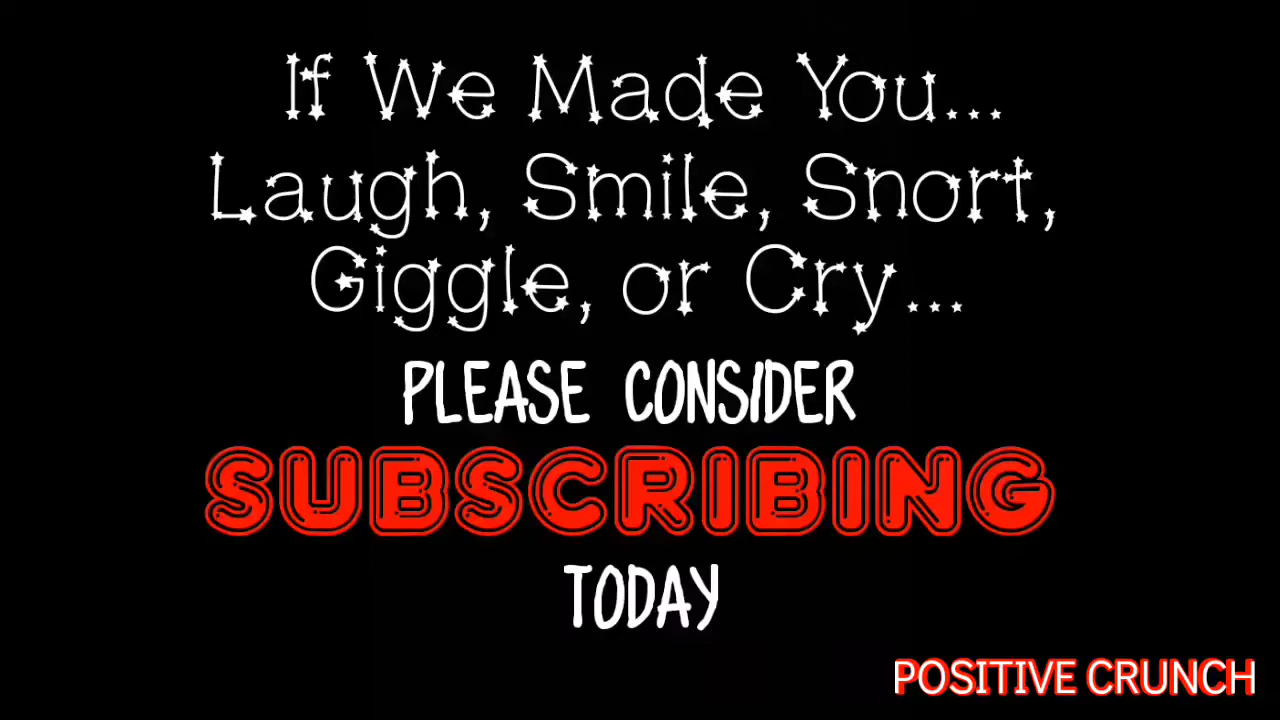 If We Made You...
Laugh, Smile, Snort,
Giggle, or Cry...
PLEASE CONSIDER
SUBSCRIBING
TODAY
POSITIVE CRUNCH